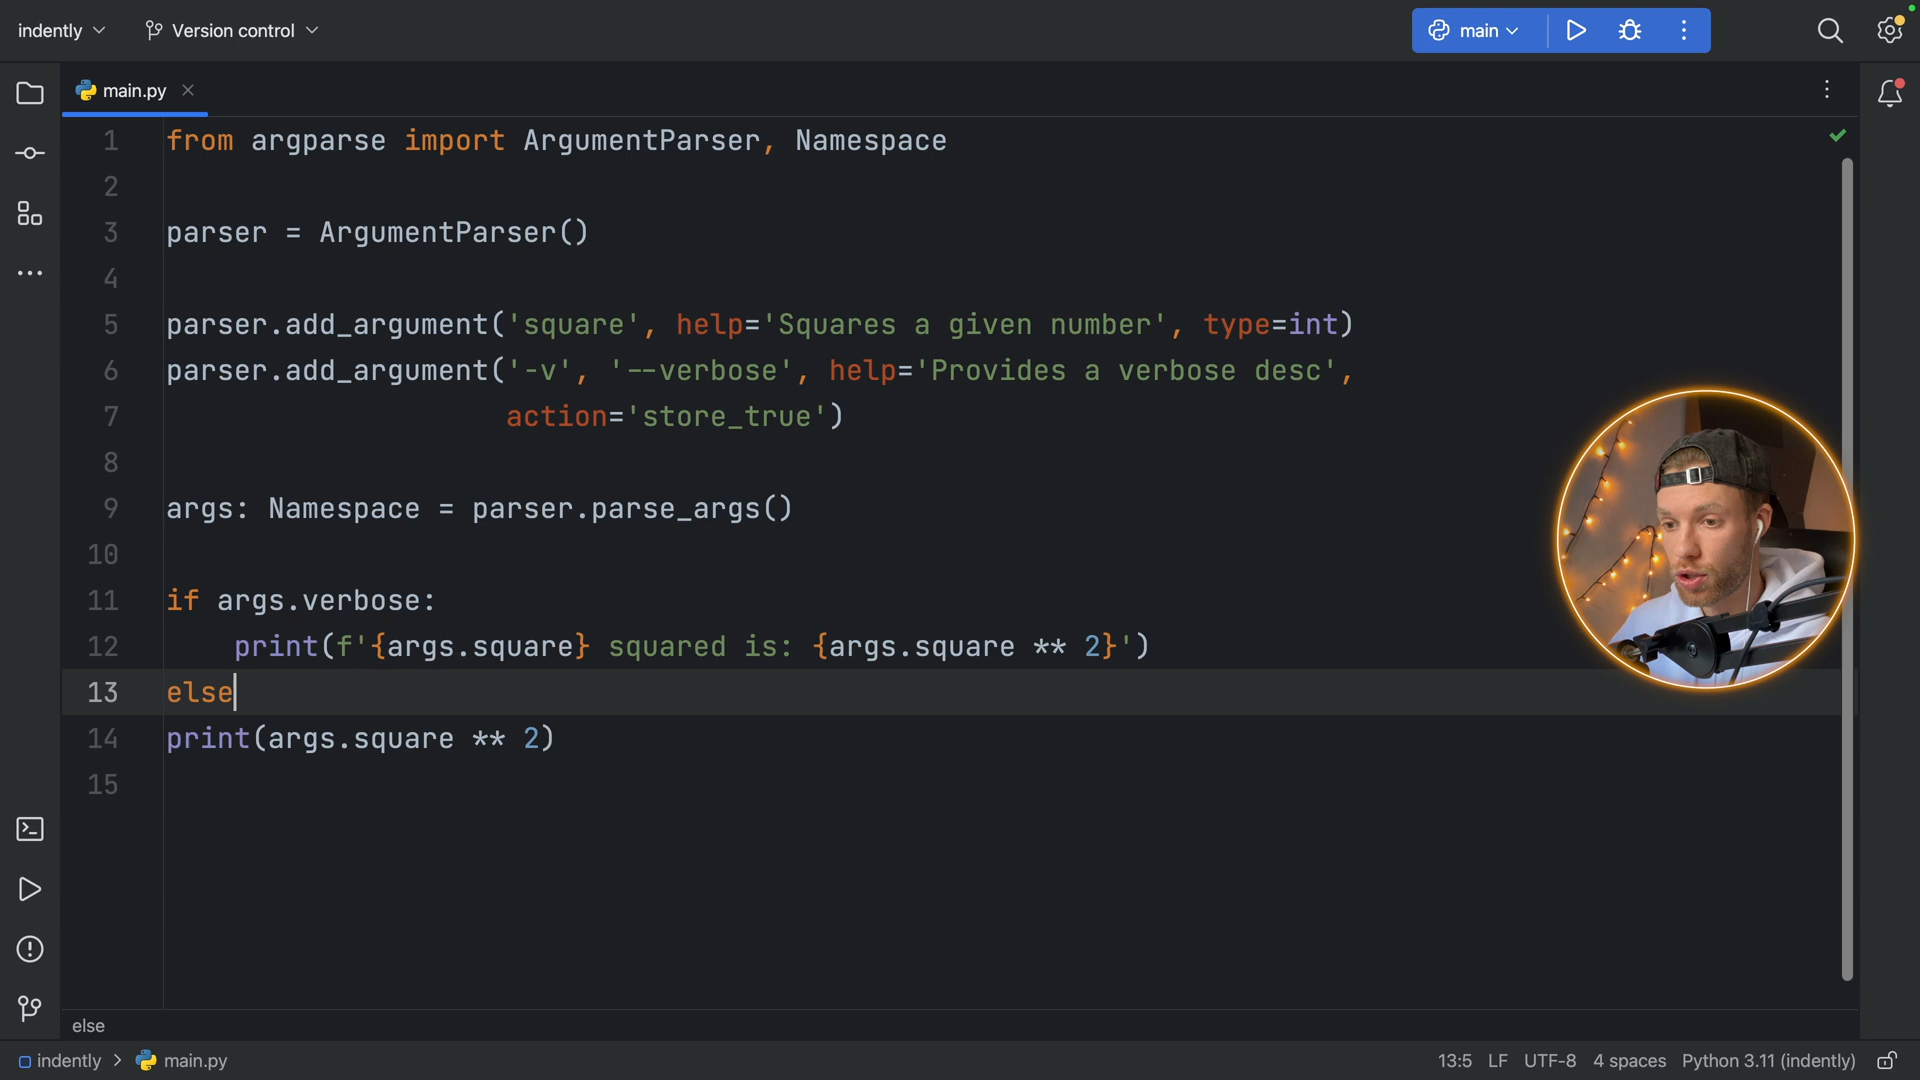 indently
Version control
main
main.py
1 from argparse import ArgumentParser, Namespace
2
3 parser = ArgumentParser()
4
5 parser.add_argument('square', help='Squares a given number', type=int)
6 parser.add_argument('-v', '--verbose', help='Provides a verbose desc',
7 action='store_true')
8
9 args: Namespace = parser.parse_args()
10
11 if args.verbose:
12 print(f'{args.square} squared is: {args.square ** 2}')
13 else
14 print(args.square ** 2)
15
else
indently > main.py
13:5 LF UTF-8 4 spaces Python 3.11 (indently)